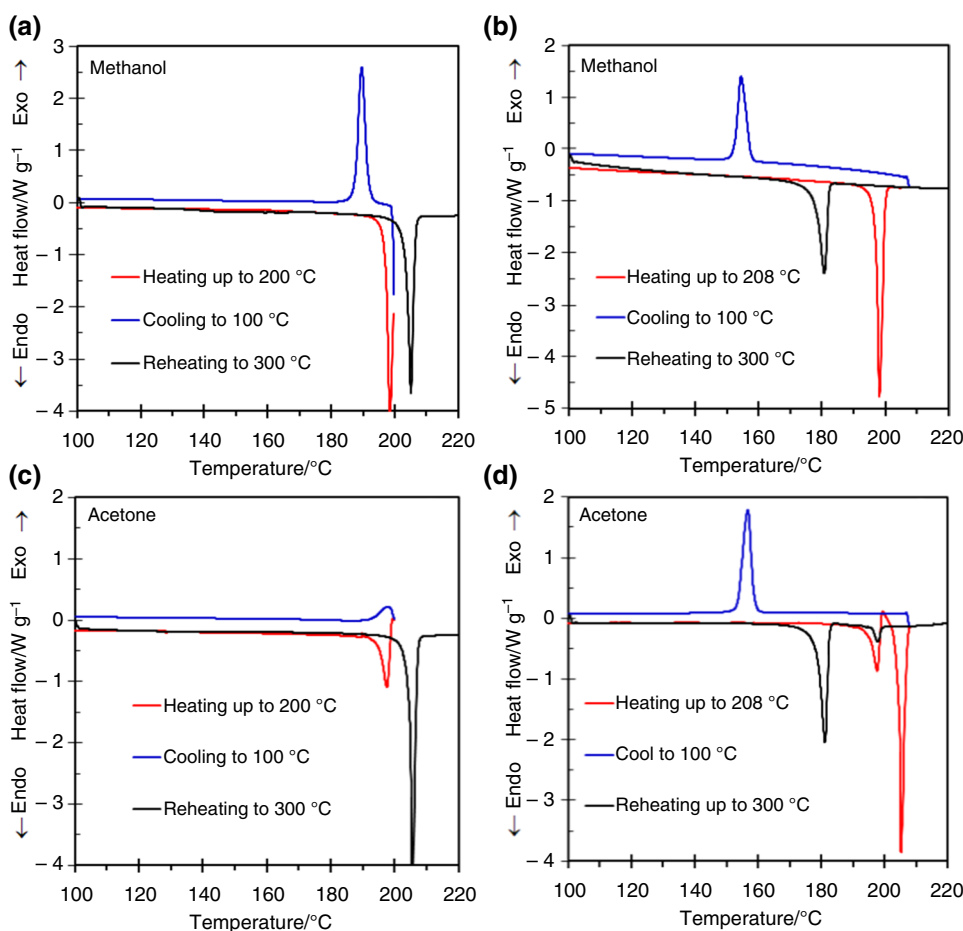 (a)
Methanol
← Endo Heat flow/W g⁻¹ Exo →
3
2
1
0
– 1
– 2
– 3
– 4
Heating up to 200 °C
Cooling to 100 °C
Reheating to 300 °C
100 120 140 160 180 200 220
Temperature/°C
(b)
Methanol
← Endo Heat flow/W g⁻¹ Exo →
2
1
0
– 1
– 2
– 3
– 4
– 5
Heating up to 208 °C
Cooling to 100 °C
Reheating to 300 °C
100 120 140 160 180 200 220
Temperature/°C
(c)
Acetone
← Endo Heat flow/W g⁻¹ Exo →
2
1
0
– 1
– 2
– 3
– 4
Heating up to 200 °C
Cooling to 100 °C
Reheating to 300 °C
100 120 140 160 180 200 220
Temperature/°C
(d)
Acetone
← Endo Heat flow/W g⁻¹ Exo →
2
1
0
– 1
– 2
– 3
– 4
Heating up to 208 °C
Cool to 100 °C
Reheating up to 300 °C
100 120 140 160 180 200 220
Temperature/°C